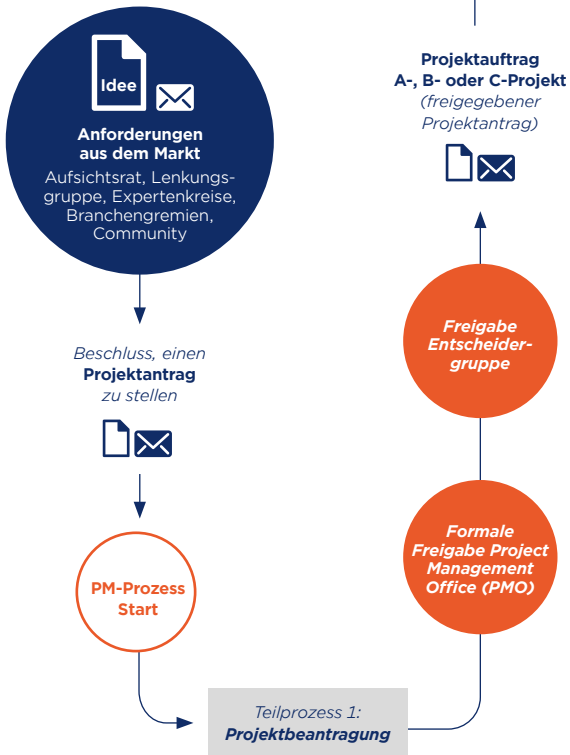 Idee
Anforderungen
aus dem Markt
Aufsichtsrat, Lenkungs-
gruppe, Expertenkreise,
Branchengremien,
Community
Beschluss, einen
Projektantrag
zu stellen
PM-Prozess
Start
Teilprozess 1:
Projektbeantragung
Formale
Freigabe Project
Management
Office (PMO)
Freigabe
Entscheider-
gruppe
Projektauftrag
A-, B- oder C-Projekt
(freigegebener
Projektantrag)